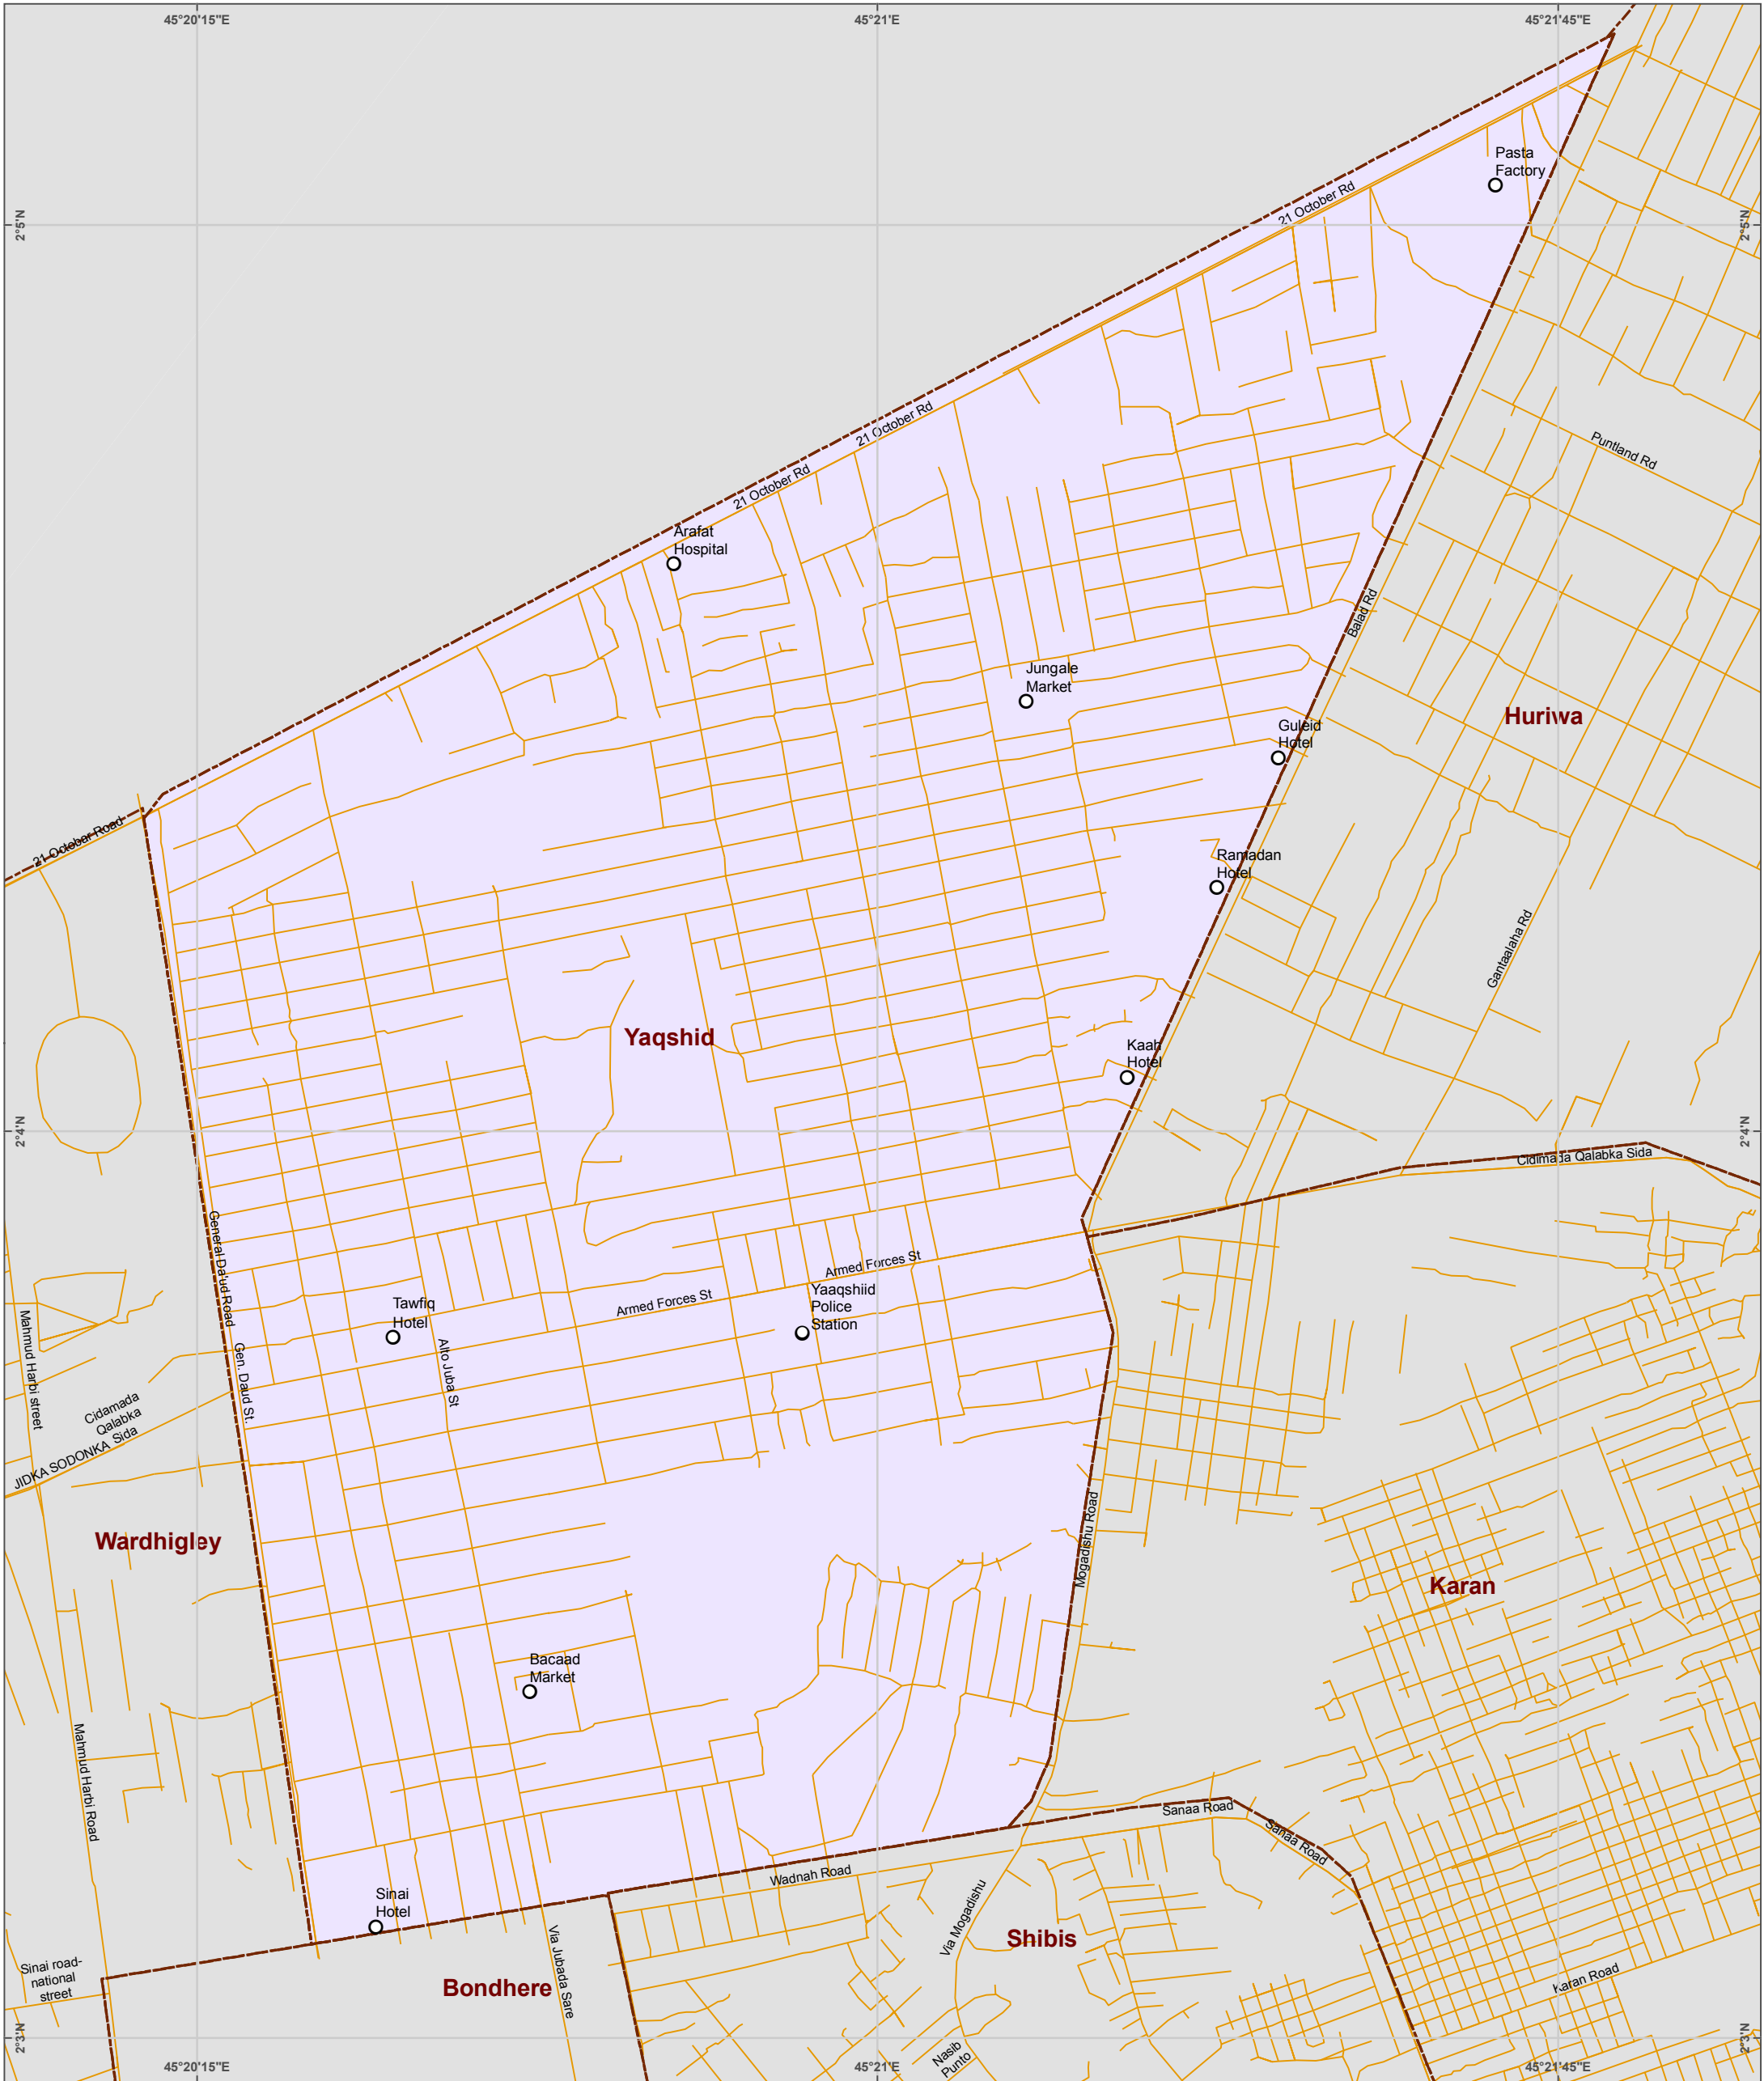 45°20'15"E
45°21'E
45°21'45"E
Pasta
Factory
21 October Rd
2°5'N
2°5'N
21 October Rd
Puntland Rd
21 October Rd
Arafat
Hospital
Balad Rd
Jungale
Market
Huriwa
Guleid
Hotel
21 Octobar Road
Ramadan
Hotel
Gantaalaha Rd
Yaqshid
Kaah
Hotel
2°4'N
2°4'N
Cidimada Qalabka Sida
General Da'ud Road
Armed Forces St
Yaaqshiid
Police
Station
Armed Forces St
Tawfiq
Hotel
Mahmud Harbi street
Gen. Daud St.
Alto Juba St
Cidamada
Qalabka
Sida
JIDKA SODONKA
Mogadishu Road
Wardhigley
Karan
Bacaad
Market
Mahmud Harbi Road
Sanaa Road
Sanaa Road
Wadnah Road
Sinai
Hotel
Via Mogadishu
Shibis
Via Jubada Sare
Sinai road-
national
street
Bondhere
Karan Road
2°3'N
2°3'N
Nasib
Punto
45°20'15"E
45°21'E
45°21'45"E